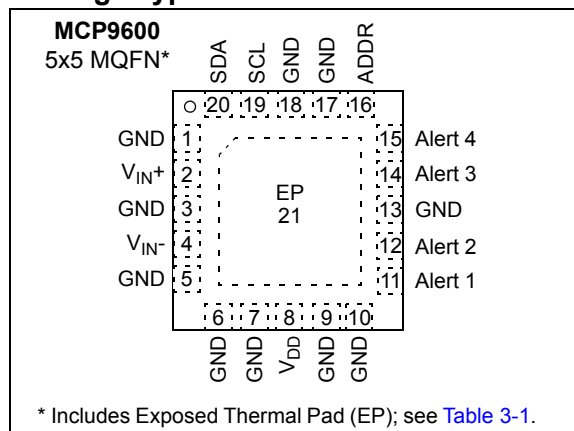 MCP9600
5x5 MQFN*
SDA SCL GND GND ADDR
20 19 18 17 16
GND 1 15 Alert 4
VIN+ 2 14 Alert 3
EP
21
GND 3 13 GND
VIN- 4 12 Alert 2
GND 5 11 Alert 1
6 7 8 9 10
GND GND VDD GND GND
* Includes Exposed Thermal Pad (EP); see Table 3-1.